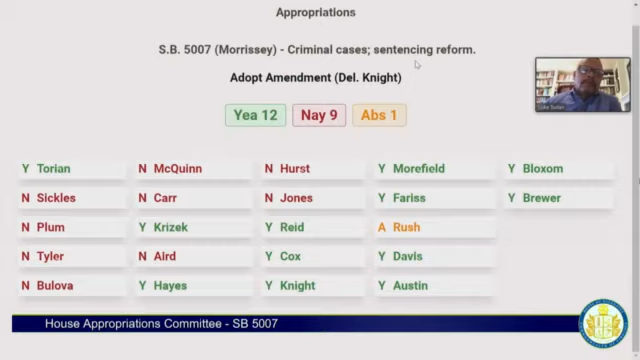 Appropriations
S.B. 5007 (Morrissey) - Criminal cases; sentencing reform.
Adopt Amendment (Del. Knight)
Yea 12 Nay 9 Abs 1
Y Torian N McQuinn N Hurst Y Morefield Y Bloxom
N Sickles N Carr N Jones Y Fariss Y Brewer
N Plum Y Krizek Y Reid A Rush
N Tyler N Aird Y Cox Y Davis
N Bulova Y Hayes Y Knight Y Austin
House Appropriations Committee - SB 5007